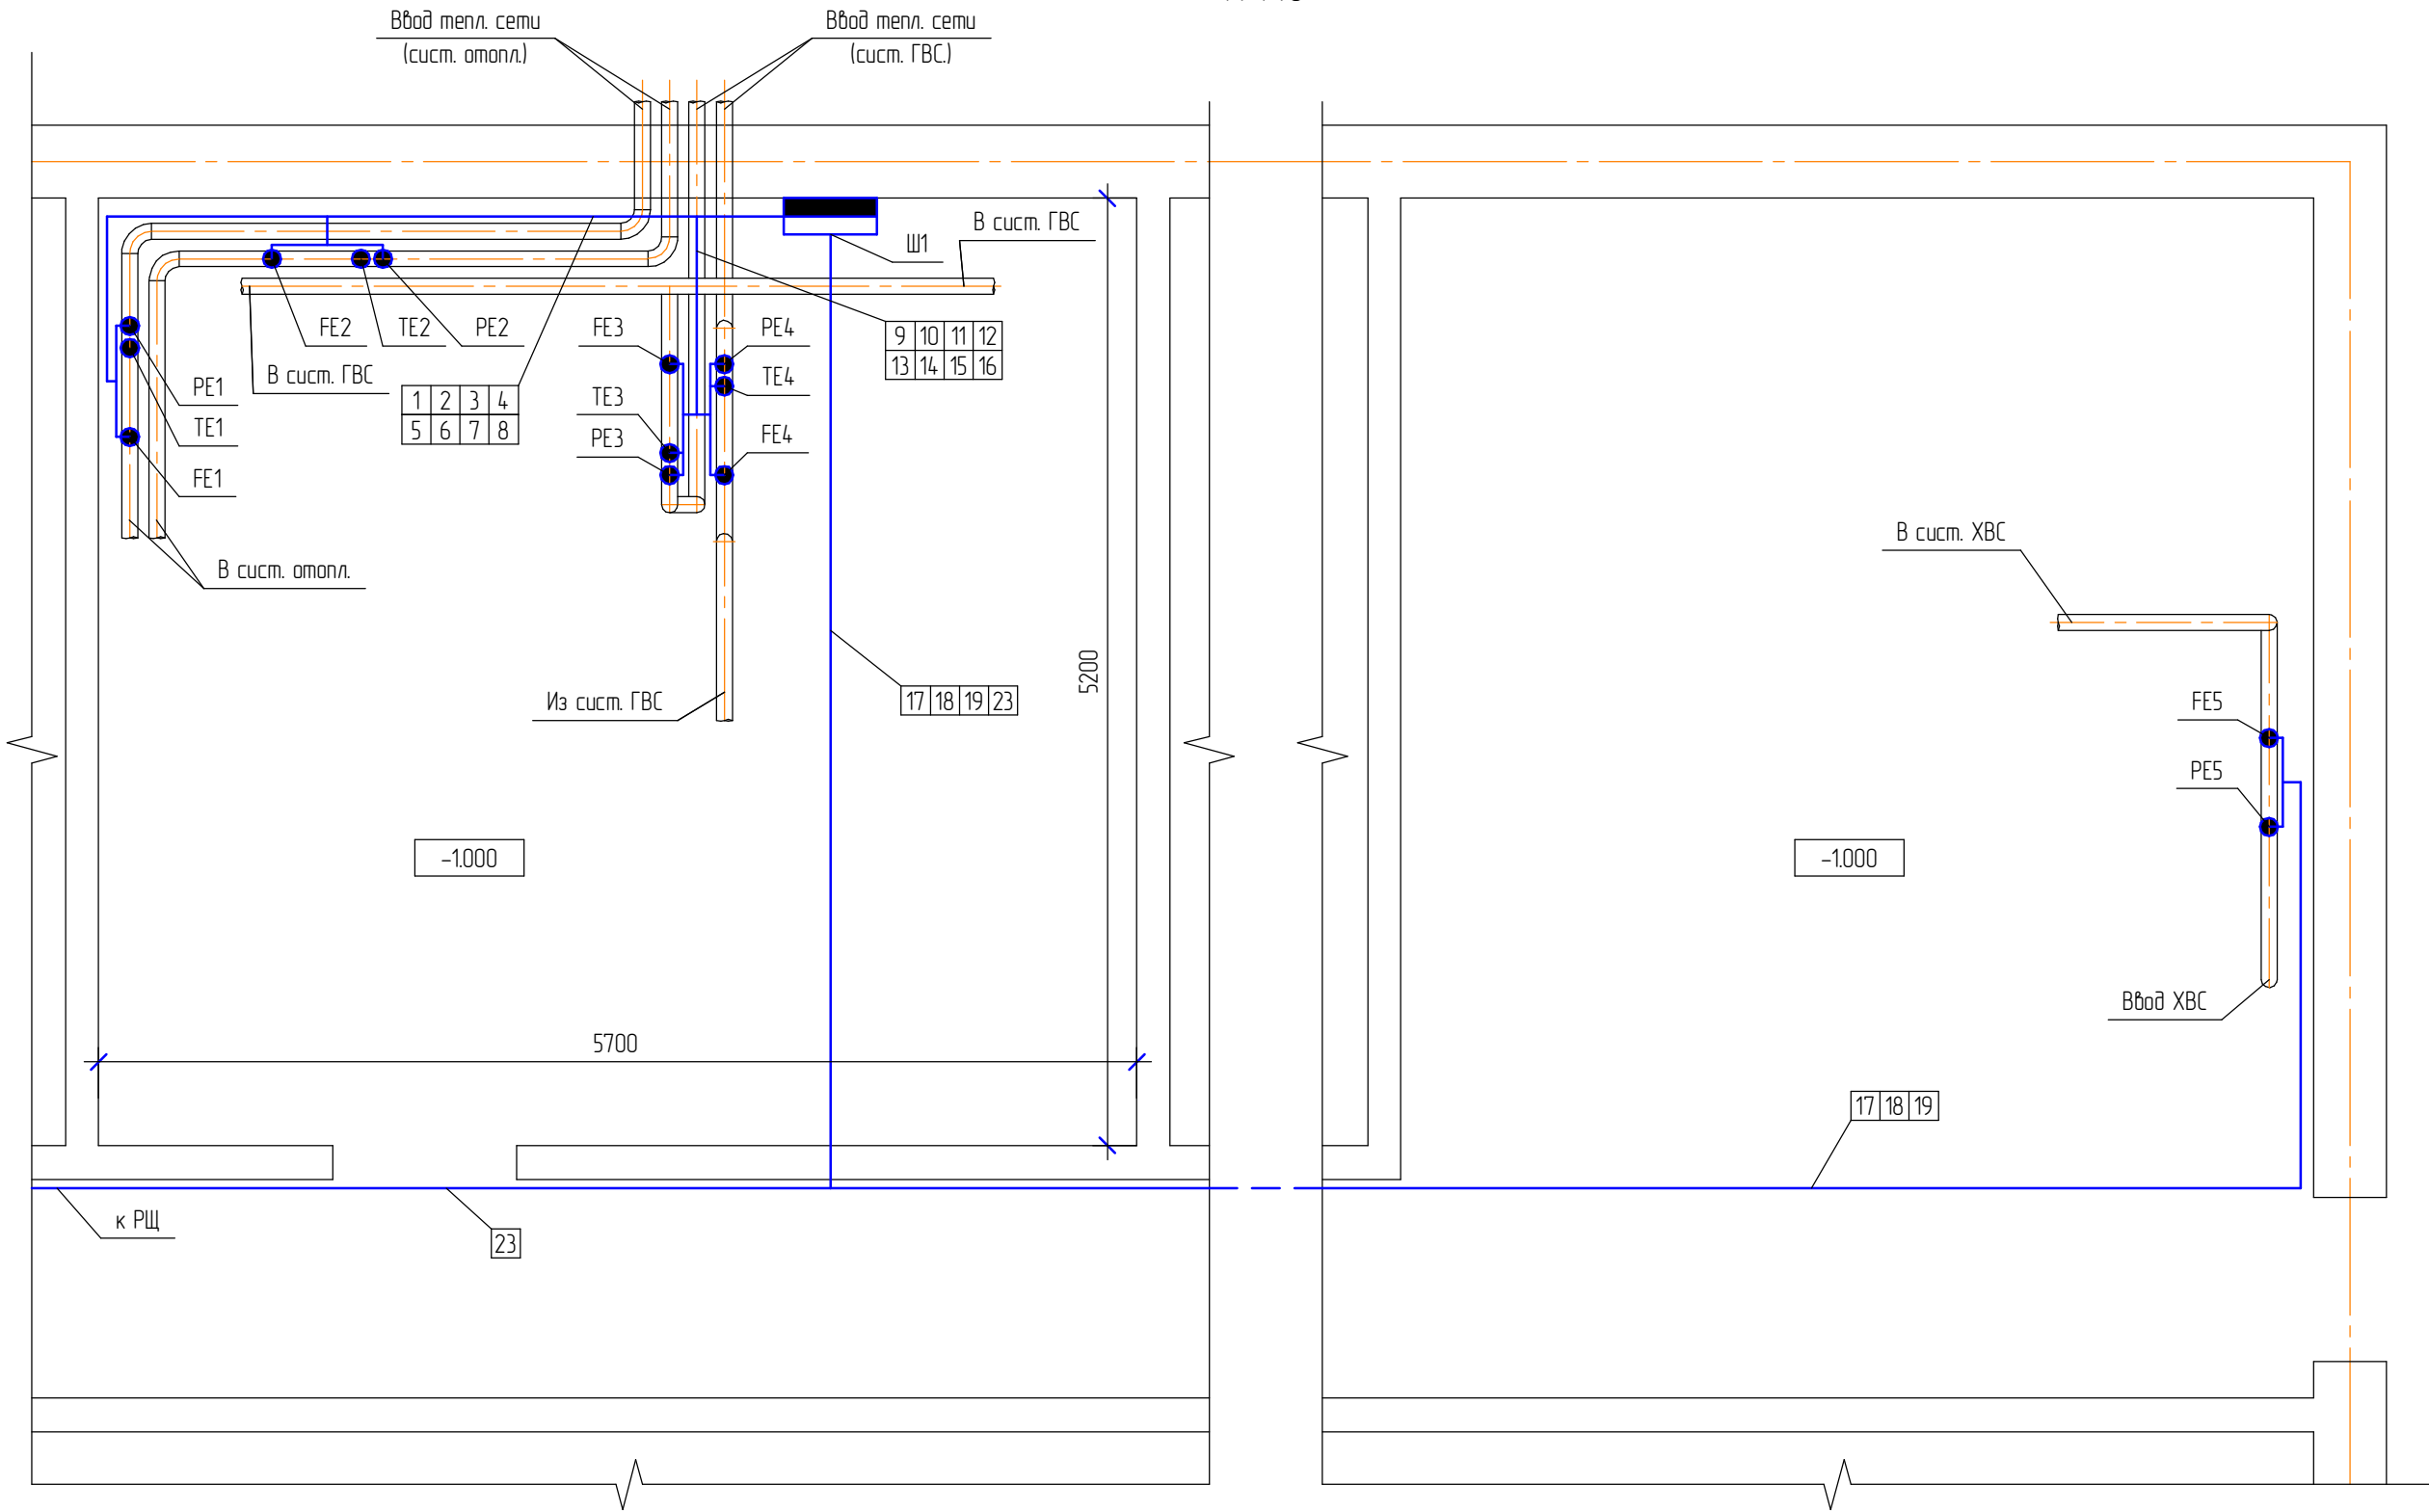 Ввод тепл. сети
(сист. отопл.)
Ввод тепл. сети
(сист. ГВС.)
В сист. ГВС
Ш1
FE2
TE2
PE2
FE3
PE4
9 10 11 12
13 14 15 16
В сист. ГВС
PE1
TE4
1 2 3 4
5 6 7 8
TE3
TE1
PE3
FE4
FE1
В сист. отопл.
В сист. ХВС
5200
Из сист. ГВС
17 18 19 23
FE5
PE5
-1.000
-1.000
Ввод ХВС
5700
17 18 19
к РЩ
23